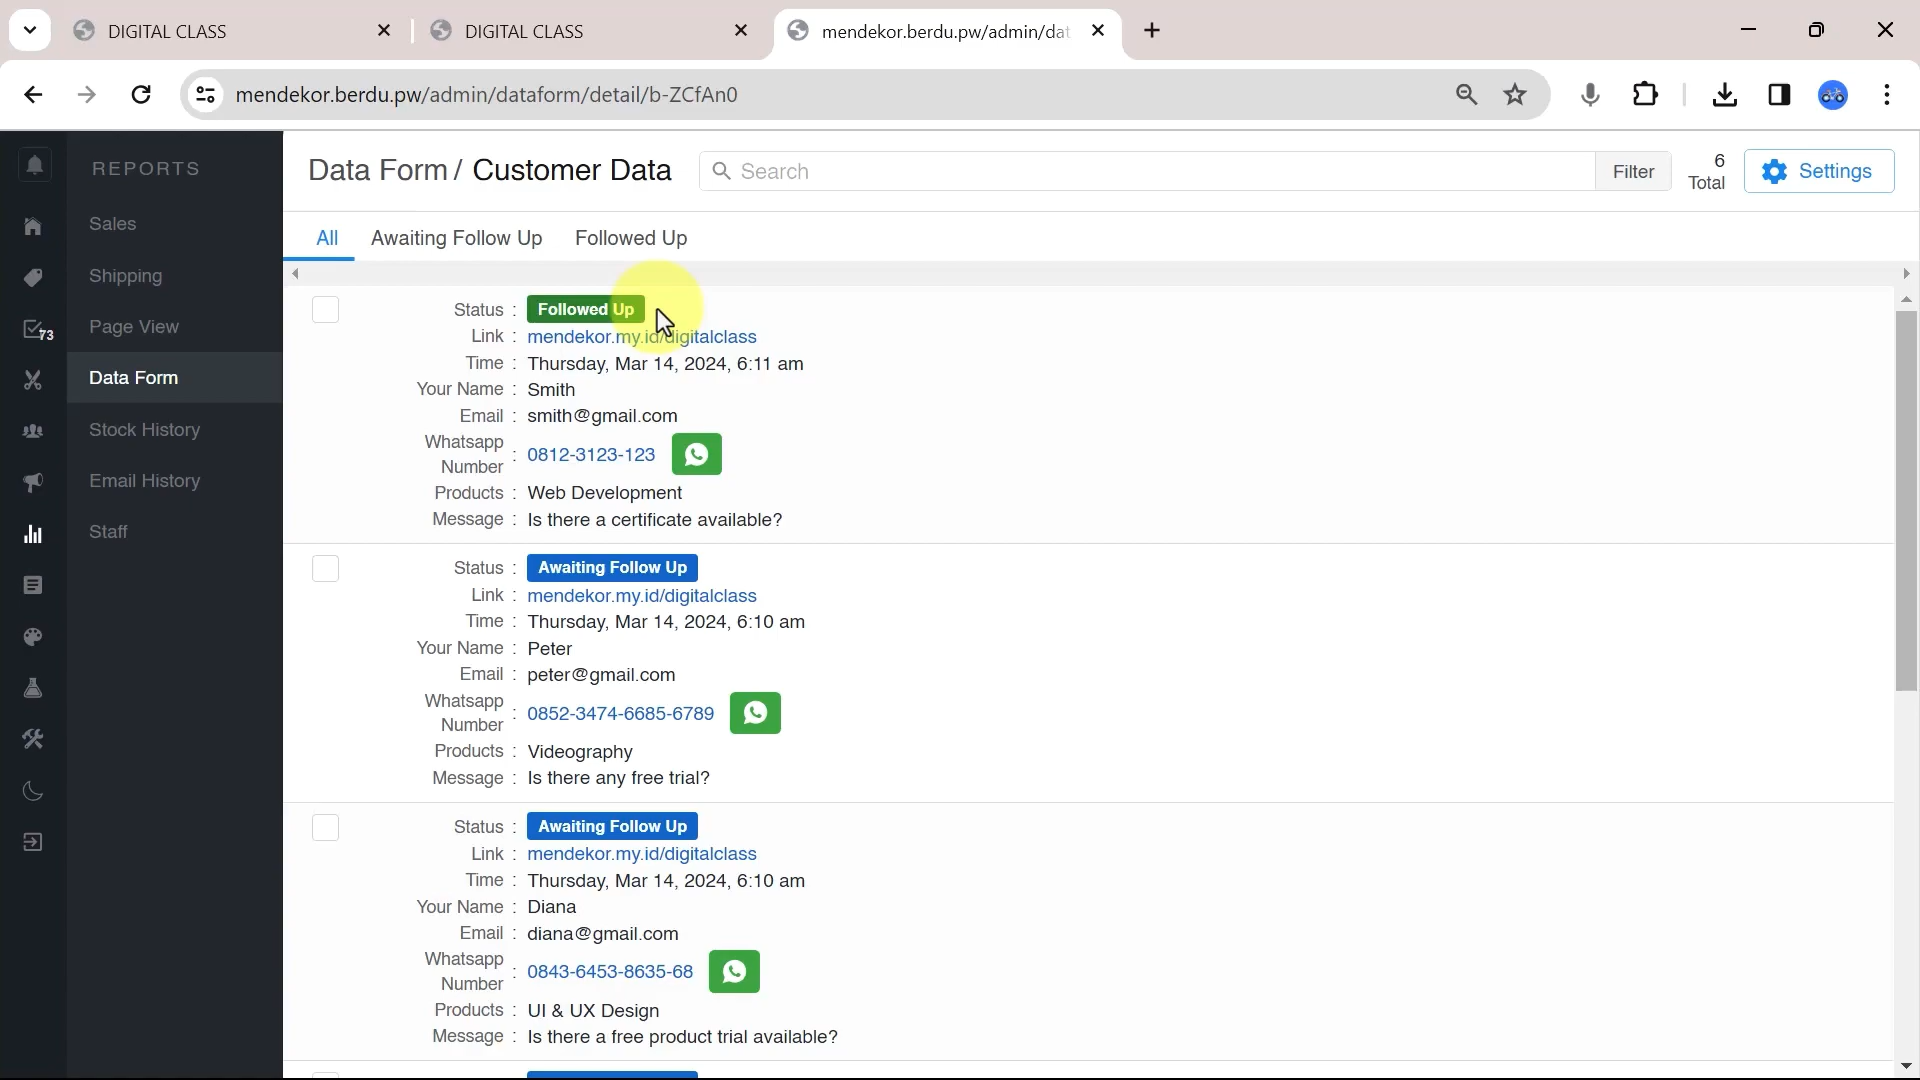 DIGITAL CLASS
DIGITAL CLASS
mendekor.berdu.pw/admin/dat
mendekor.berdu.pw/admin/dataform/detail/b-ZCfAn0
REPORTS
Sales
Shipping
Page View
Data Form
Stock History
Email History
Staff
73
Data Form / Customer Data
Search
Filter
6
Total
Settings
All
Awaiting Follow Up
Followed Up
Status : Followed Up
Link : mendekor.my.id/digitalclass
Time : Thursday, Mar 14, 2024, 6:11 am
Your Name : Smith
Email : smith@gmail.com
Whatsapp
Number : 0812-3123-123
Products : Web Development
Message : Is there a certificate available?
Status : Awaiting Follow Up
Link : mendekor.my.id/digitalclass
Time : Thursday, Mar 14, 2024, 6:10 am
Your Name : Peter
Email : peter@gmail.com
Whatsapp
Number : 0852-3474-6685-6789
Products : Videography
Message : Is there any free trial?
Status : Awaiting Follow Up
Link : mendekor.my.id/digitalclass
Time : Thursday, Mar 14, 2024, 6:10 am
Your Name : Diana
Email : diana@gmail.com
Whatsapp
Number : 0843-6453-8635-68
Products : UI & UX Design
Message : Is there a free product trial available?